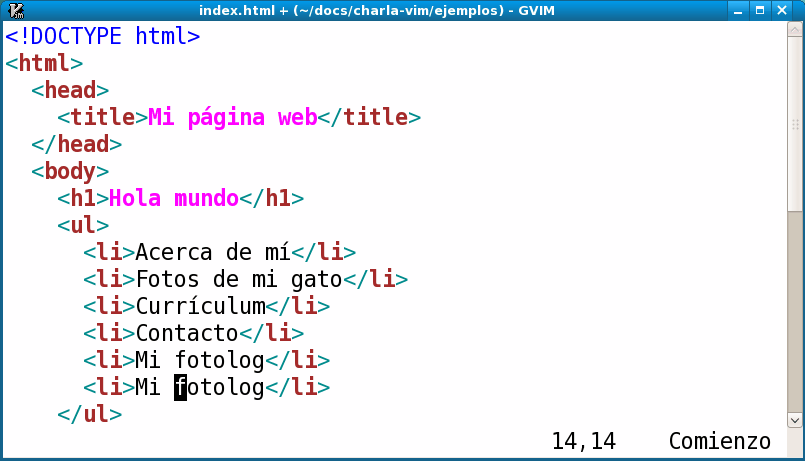 index.html + (~/docs/charla-vim/ejemplos) - GVIM
<!DOCTYPE html>
<html>
  <head>
    <title>Mi página web</title>
  </head>
  <body>
    <h1>Hola mundo</h1>
    <ul>
      <li>Acerca de mí</li>
      <li>Fotos de mi gato</li>
      <li>Currículum</li>
      <li>Contacto</li>
      <li>Mi fotolog</li>
      <li>Mi fotolog</li>
    </ul>
14,14    Comienzo